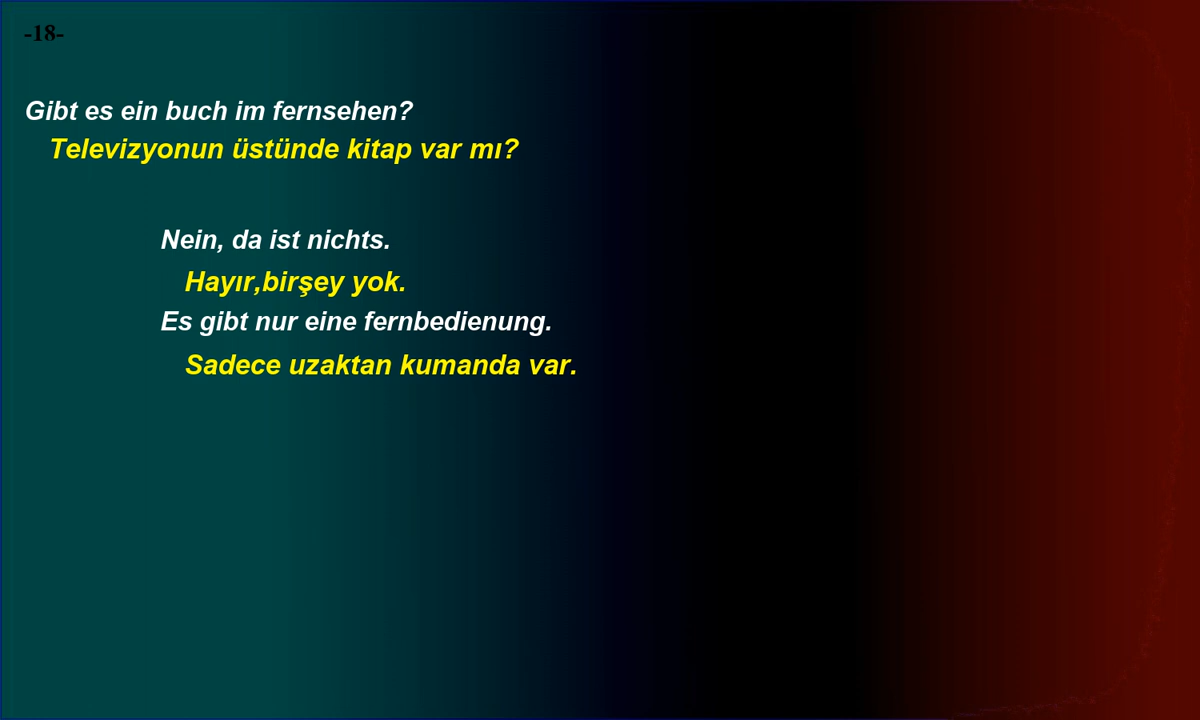 -18-
Gibt es ein buch im fernsehen?
Televizyonun üstünde kitap var mı?
Nein, da ist nichts.
Hayır,birşey yok.
Es gibt nur eine fernbedienung.
Sadece uzaktan kumanda var.